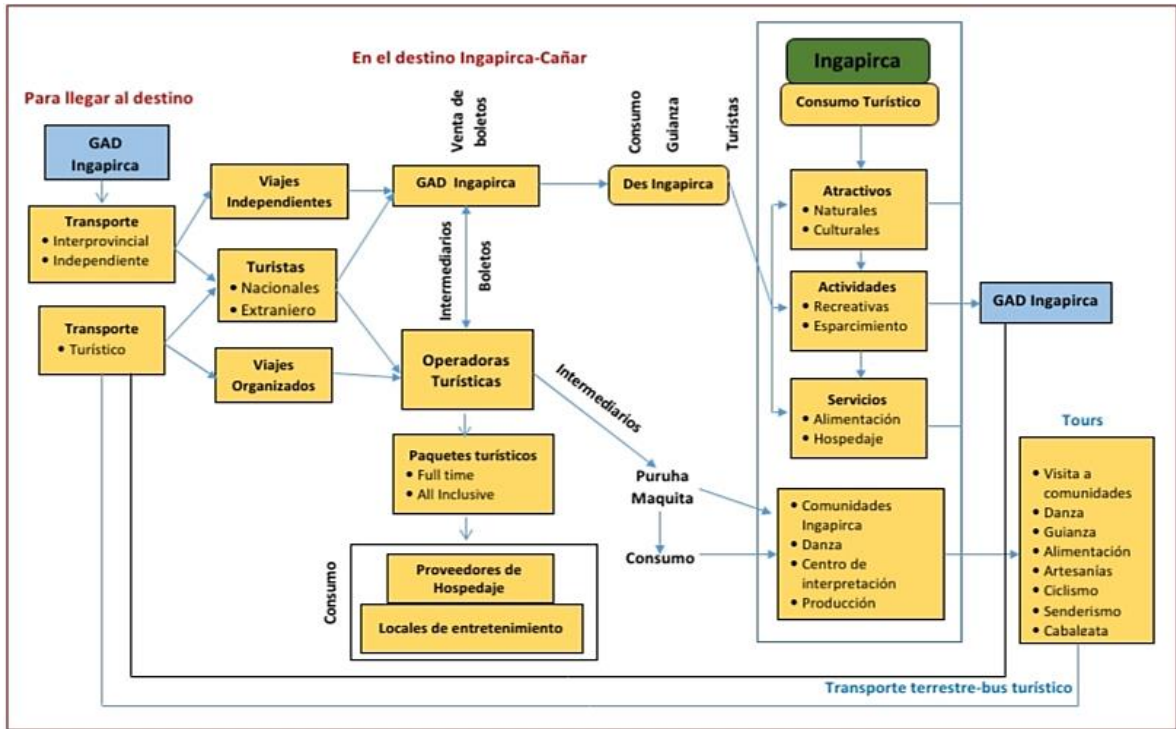 En el destino Ingapirca-Cañar
Para llegar al destino
GAD
Ingapirca
Transporte
• Interprovincial
• Independiente
Transporte
• Turístico
Viajes
Independientes
Turistas
• Nacionales
• Extraniero
Viajes
Organizados
Venta de
boletos
GAD Ingapirca
Intermediarios
Boletos
Operadoras
Turísticas
Paquetes turísticos
• Full time
• All Inclusive
Consumo
Proveedores de
Hospedaje
Locales de entretenimiento
Consumo
Guianza
Turistas
Des Ingapirca
Intermediarios
Puruha
Maquita
Consumo
Ingapirca
Consumo Turístico
Atractivos
• Naturales
• Culturales
Actividades
• Recreativas
• Esparcimiento
Servicios
• Alimentación
• Hospedaje
• Comunidades
Ingapirca
• Danza
• Centro de
interpretación
• Producción
GAD Ingapirca
Tours
• Visita a
comunidades
• Danza
• Guianza
• Alimentación
• Artesanías
• Ciclismo
• Senderismo
• Cabalgata
Transporte terrestre-bus turístico